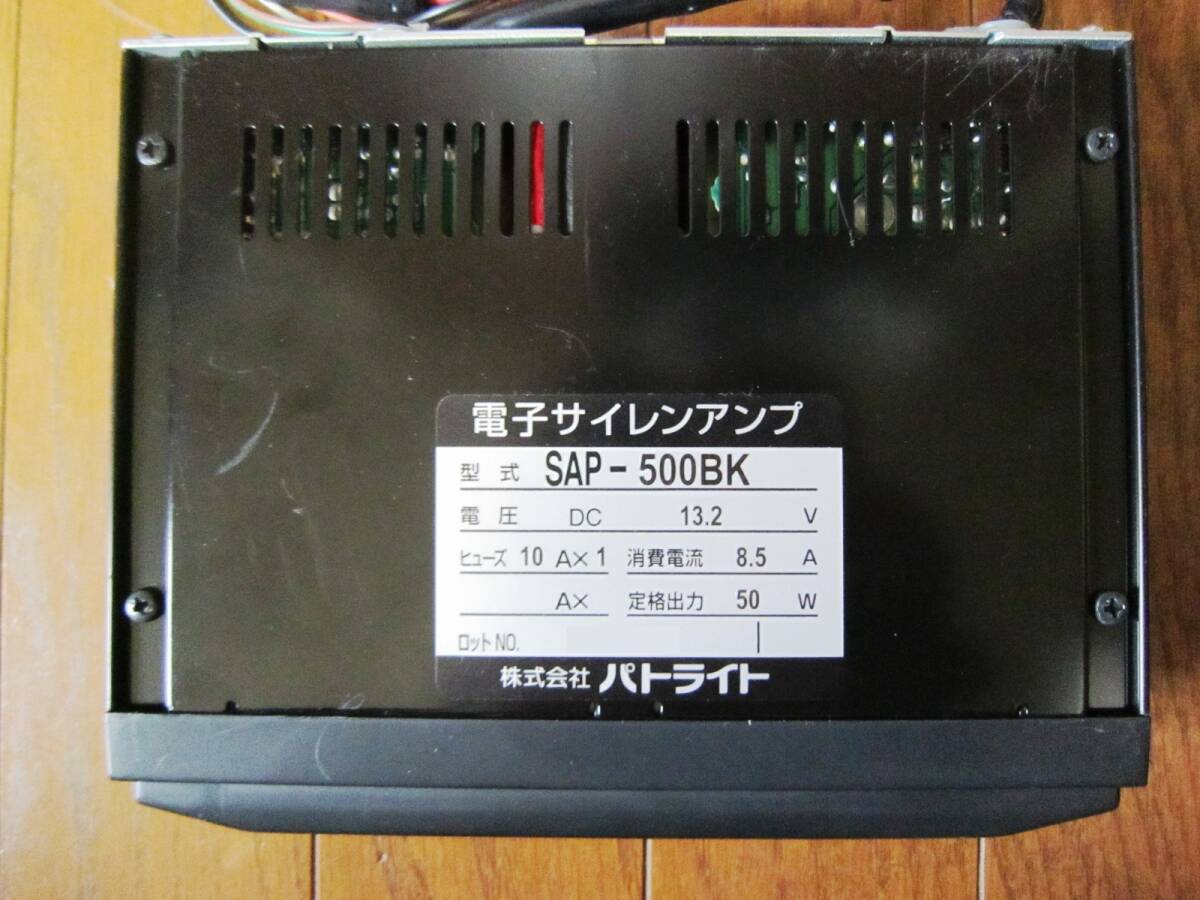 電子サイレンアンプ
型式 SAP-500BK
電圧 DC 13.2 V
ヒューズ 10 A×1 消費電流 8.5 A
A× 定格出力 50 W
ロットNO.
株式会社 パトライト